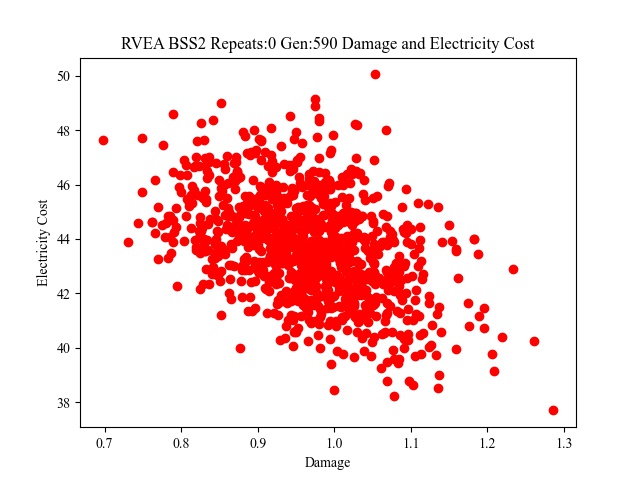 RVEA BSS2 Repeats:0 Gen:590 Damage and Electricity Cost
50
48
46
44
42
40
38
Electricity Cost
0.7 0.8 0.9 1.0 1.1 1.2 1.3
Damage